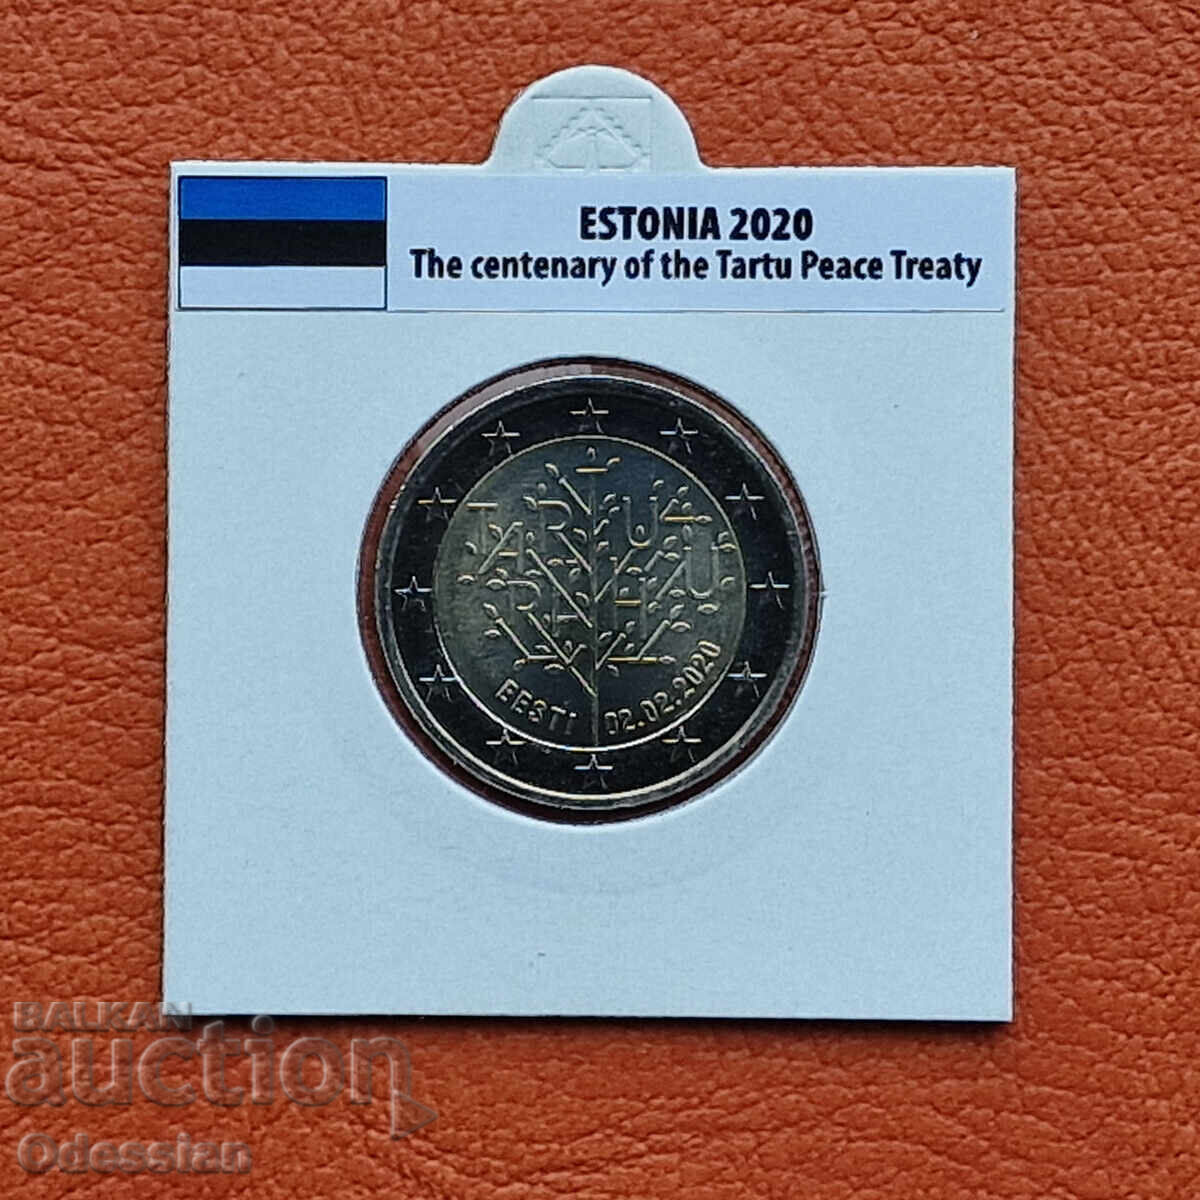 ESTONIA 2020
The centenary of the Tartu Peace Treaty
TARTU
RAHU
EESTI 02.02.2020
BALKAN
auction
Odessian